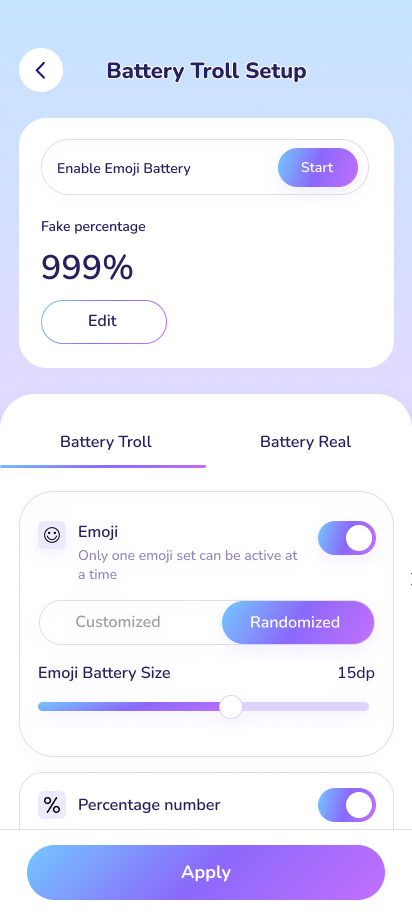 Battery Troll Setup
Enable Emoji Battery
Start
Fake percentage
999%
Edit
Battery Troll
Battery Real
Emoji
Only one emoji set can be active at
a time
Customized
Randomized
Emoji Battery Size
15dp
%
Percentage number
Apply